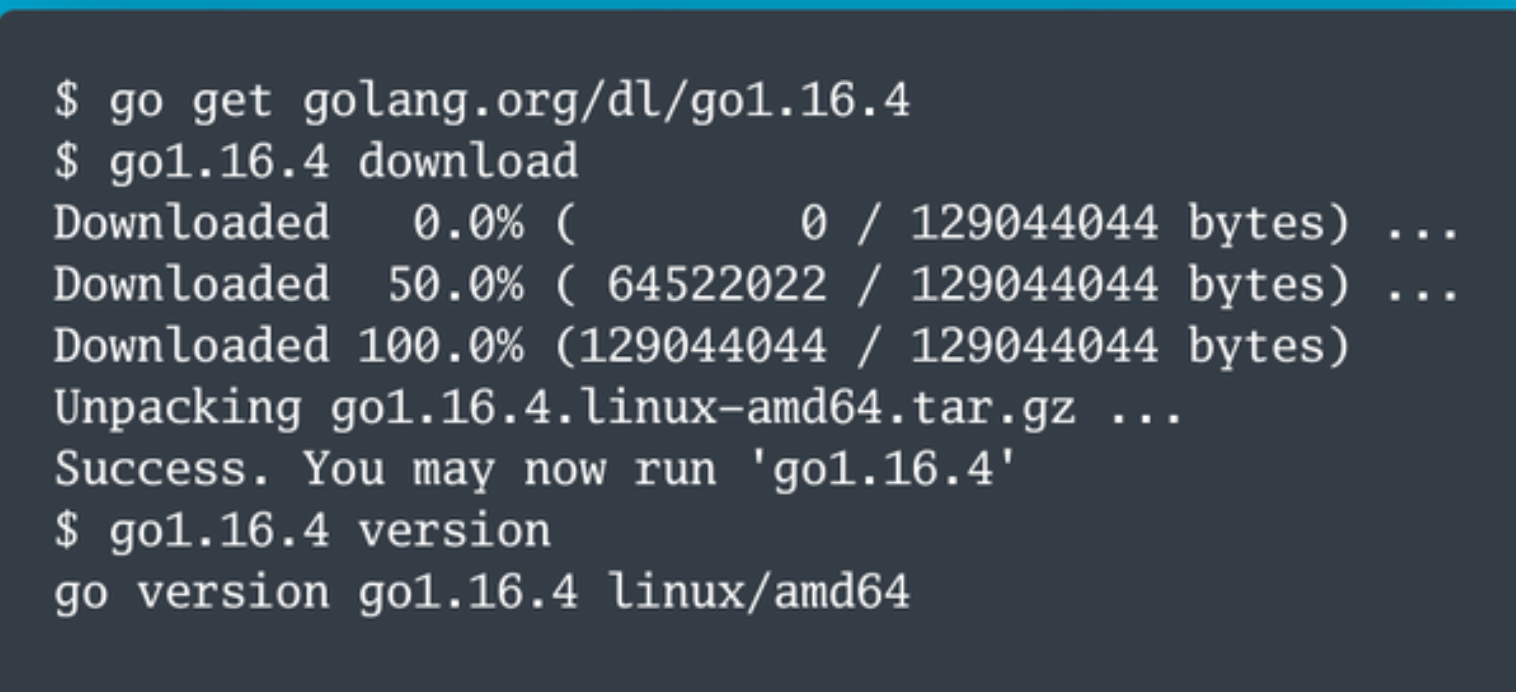 $ go get golang.org/dl/go1.16.4
$ go1.16.4 download
Downloaded   0.0% (        0 / 129044044 bytes) ...
Downloaded  50.0% ( 64522022 / 129044044 bytes) ...
Downloaded 100.0% (129044044 / 129044044 bytes)
Unpacking go1.16.4.linux-amd64.tar.gz ...
Success. You may now run 'go1.16.4'
$ go1.16.4 version
go version go1.16.4 linux/amd64